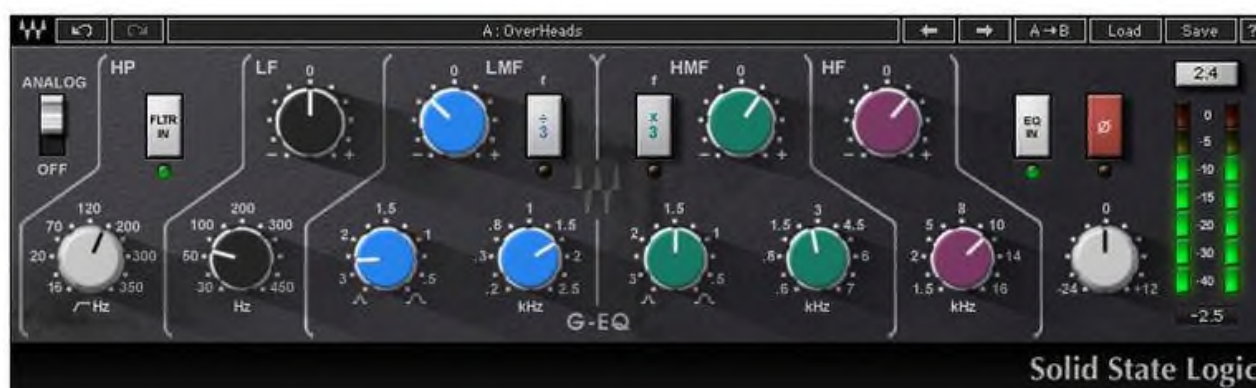 A: OverHeads A→B Load Save ?
ANALOG HP LF LMF HMF HF 2.4
0 0 f f 0 0
FLTR IN ÷ 3 x 3 EQ IN Ø
- + - + - + - +
OFF
0 -5 -10 -15 -20 -30 -40
16 20 70 120 200 300 350 Hz
30 50 100 200 300 450 Hz
3 2 1.5 1 .5
.2 .3 .8 1 1.5 2 2.5 kHz
3 2 1.5 1 .5
.6 .8 1.5 3 4.5 6 7 kHz
1.5 2 5 8 10 14 16 kHz
-24 0 +12
-2.5
G-EQ
Solid State Logic